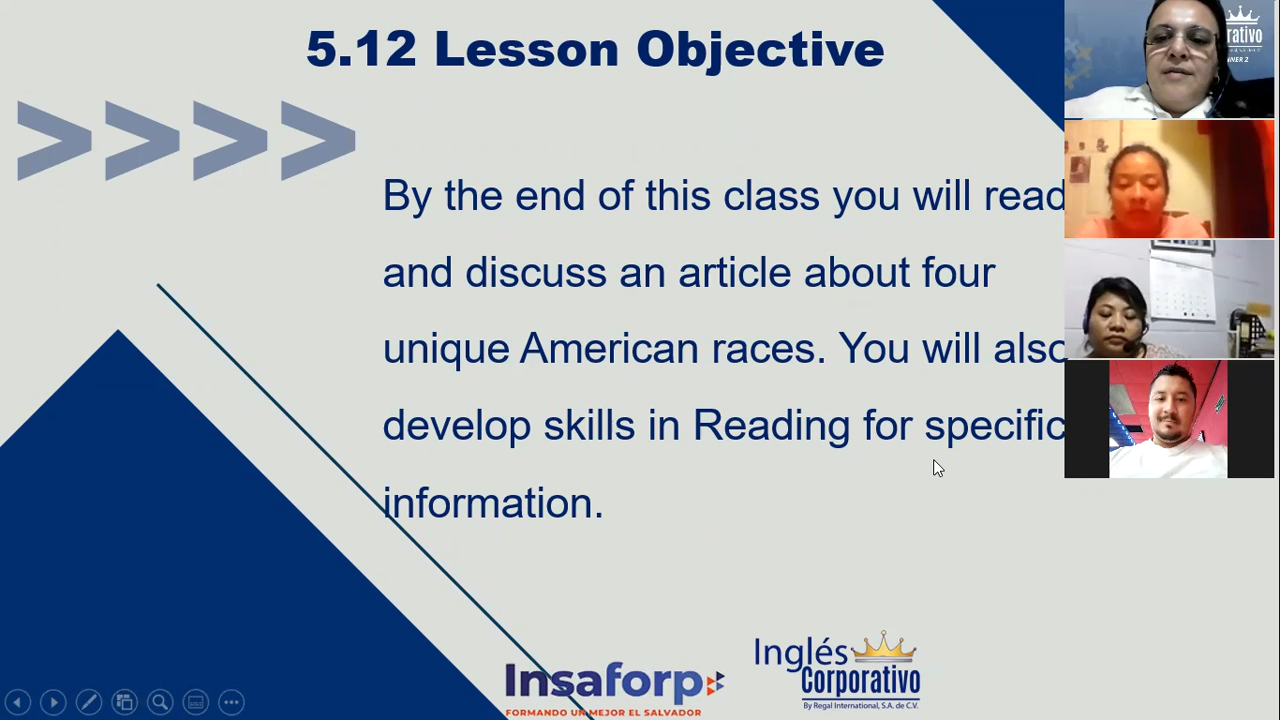 5.12 Lesson Objective
>>>>
By the end of this class you will read
and discuss an article about four
unique American races. You will also
develop skills in Reading for specific
information.
Insaforp
FORMANDO UN MEJOR EL SALVADOR
Inglés
Corporativo
By Regal International, S.A. de C.V.